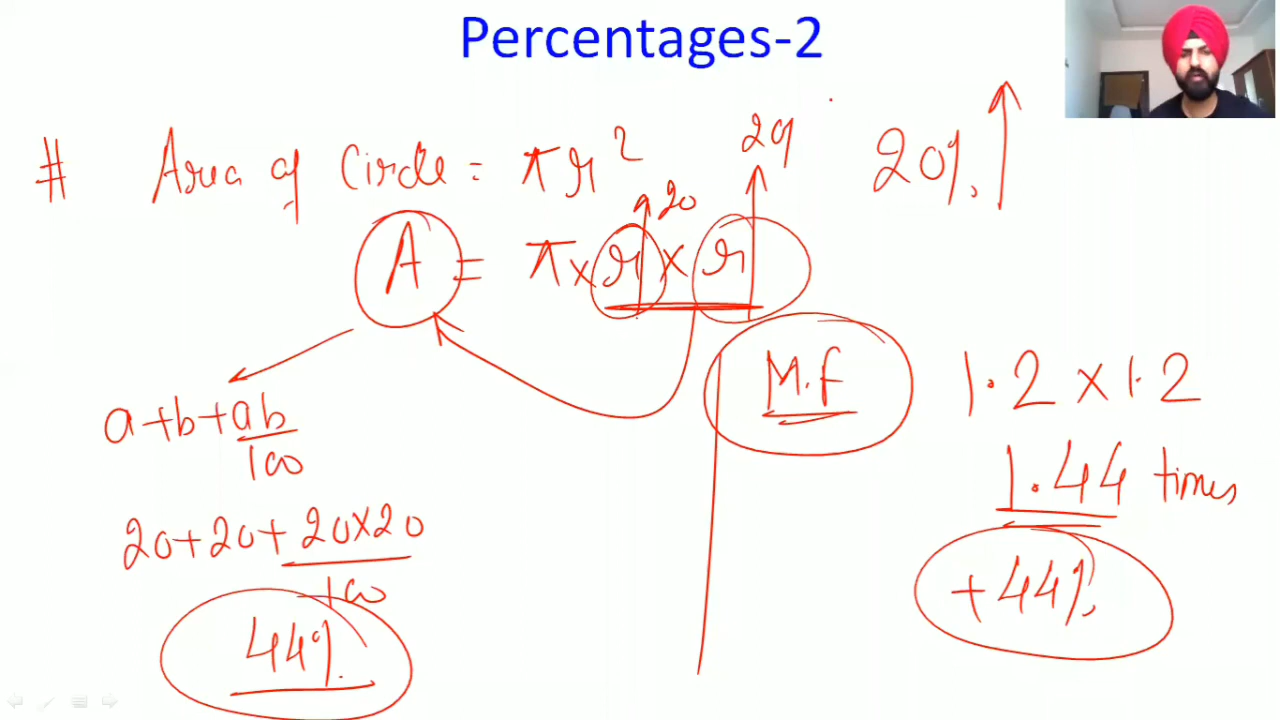 Percentages-2
# Area of Circle = πr²
20% ↑
20
20%
A = π × r × r
M.F
a+b+ab/100
20+20+20×20/100
44%
1.2 × 1.2
1.44 times
+44%